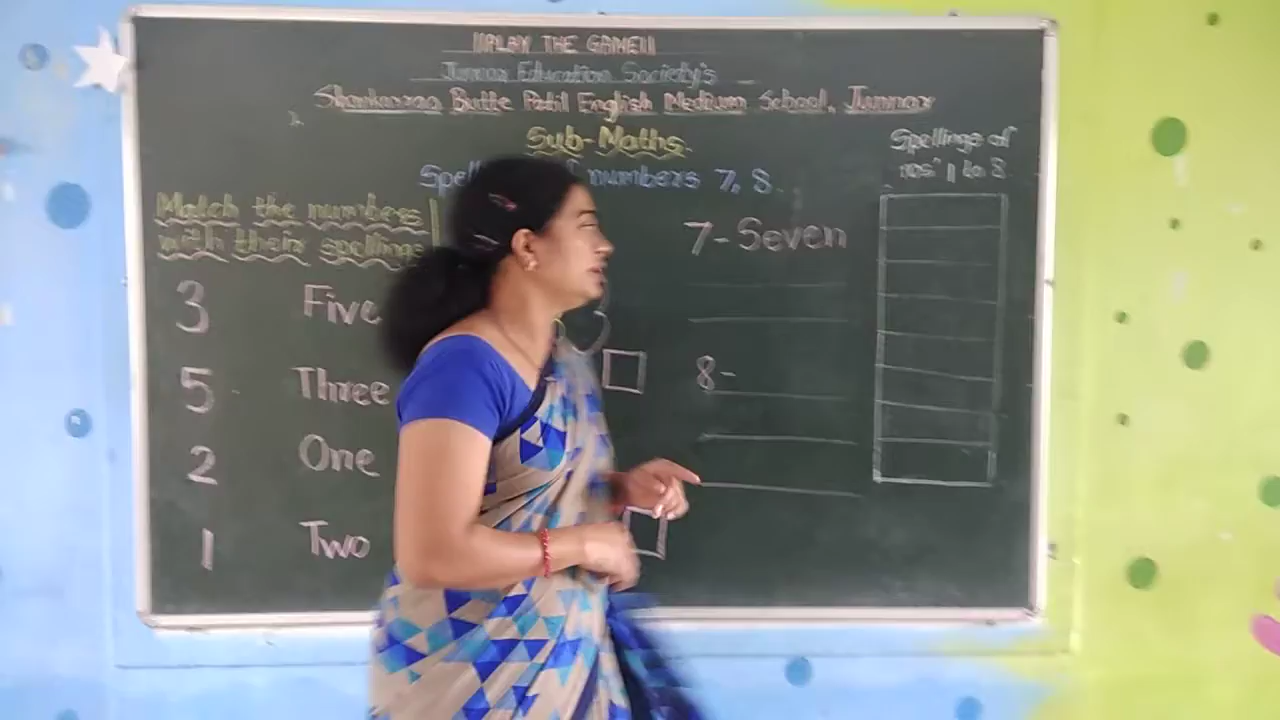 ||PLAY THE GAME||
Junnar Education Society's
Shankarrao Butte Patil English Medium School, Junnar
Sub-Maths.
numbers 7, 8.
Spellings of
nos' 1 to 8
Match the numbers
with their spellings
3 Five
5 Three
2 One
1 Two
7- Seven
8-